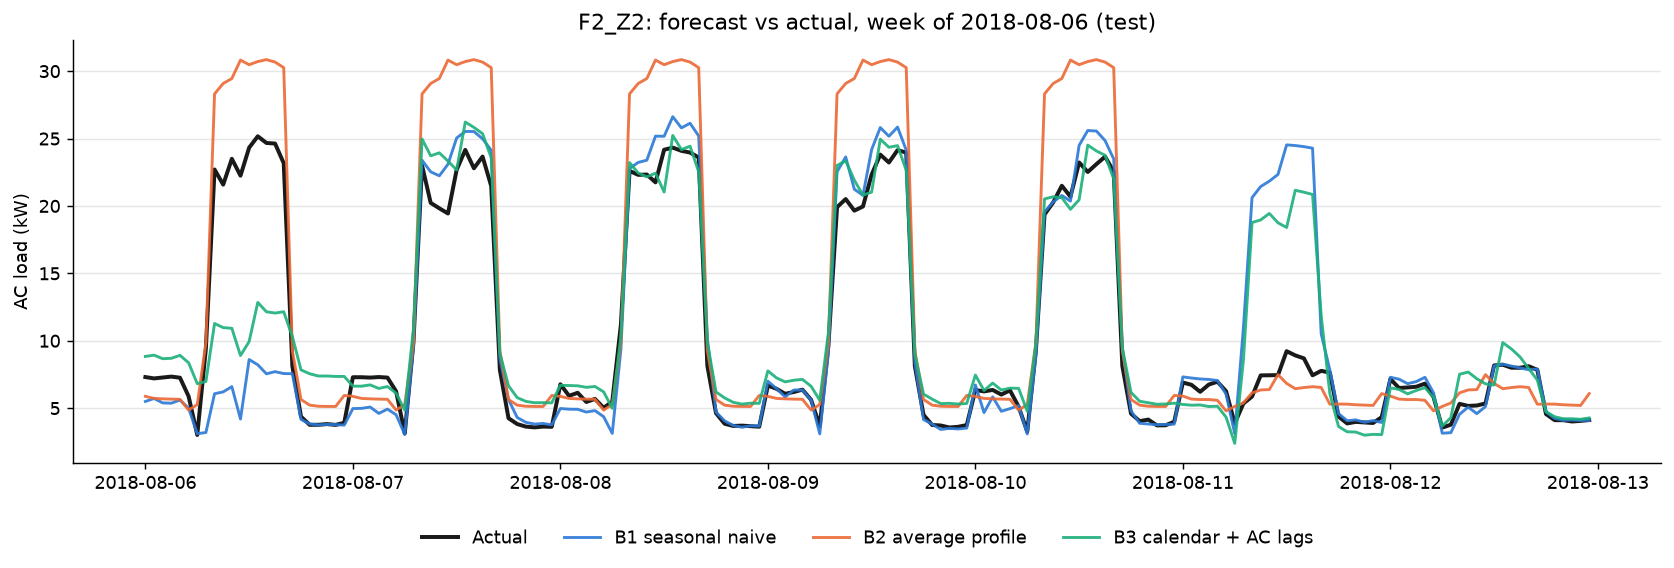 F2_Z2: forecast vs actual, week of 2018-08-06 (test)
AC load (kW)
30
25
20
15
10
5
2018-08-06 2018-08-07 2018-08-08 2018-08-09 2018-08-10 2018-08-11 2018-08-12 2018-08-13
Actual B1 seasonal naive B2 average profile B3 calendar + AC lags